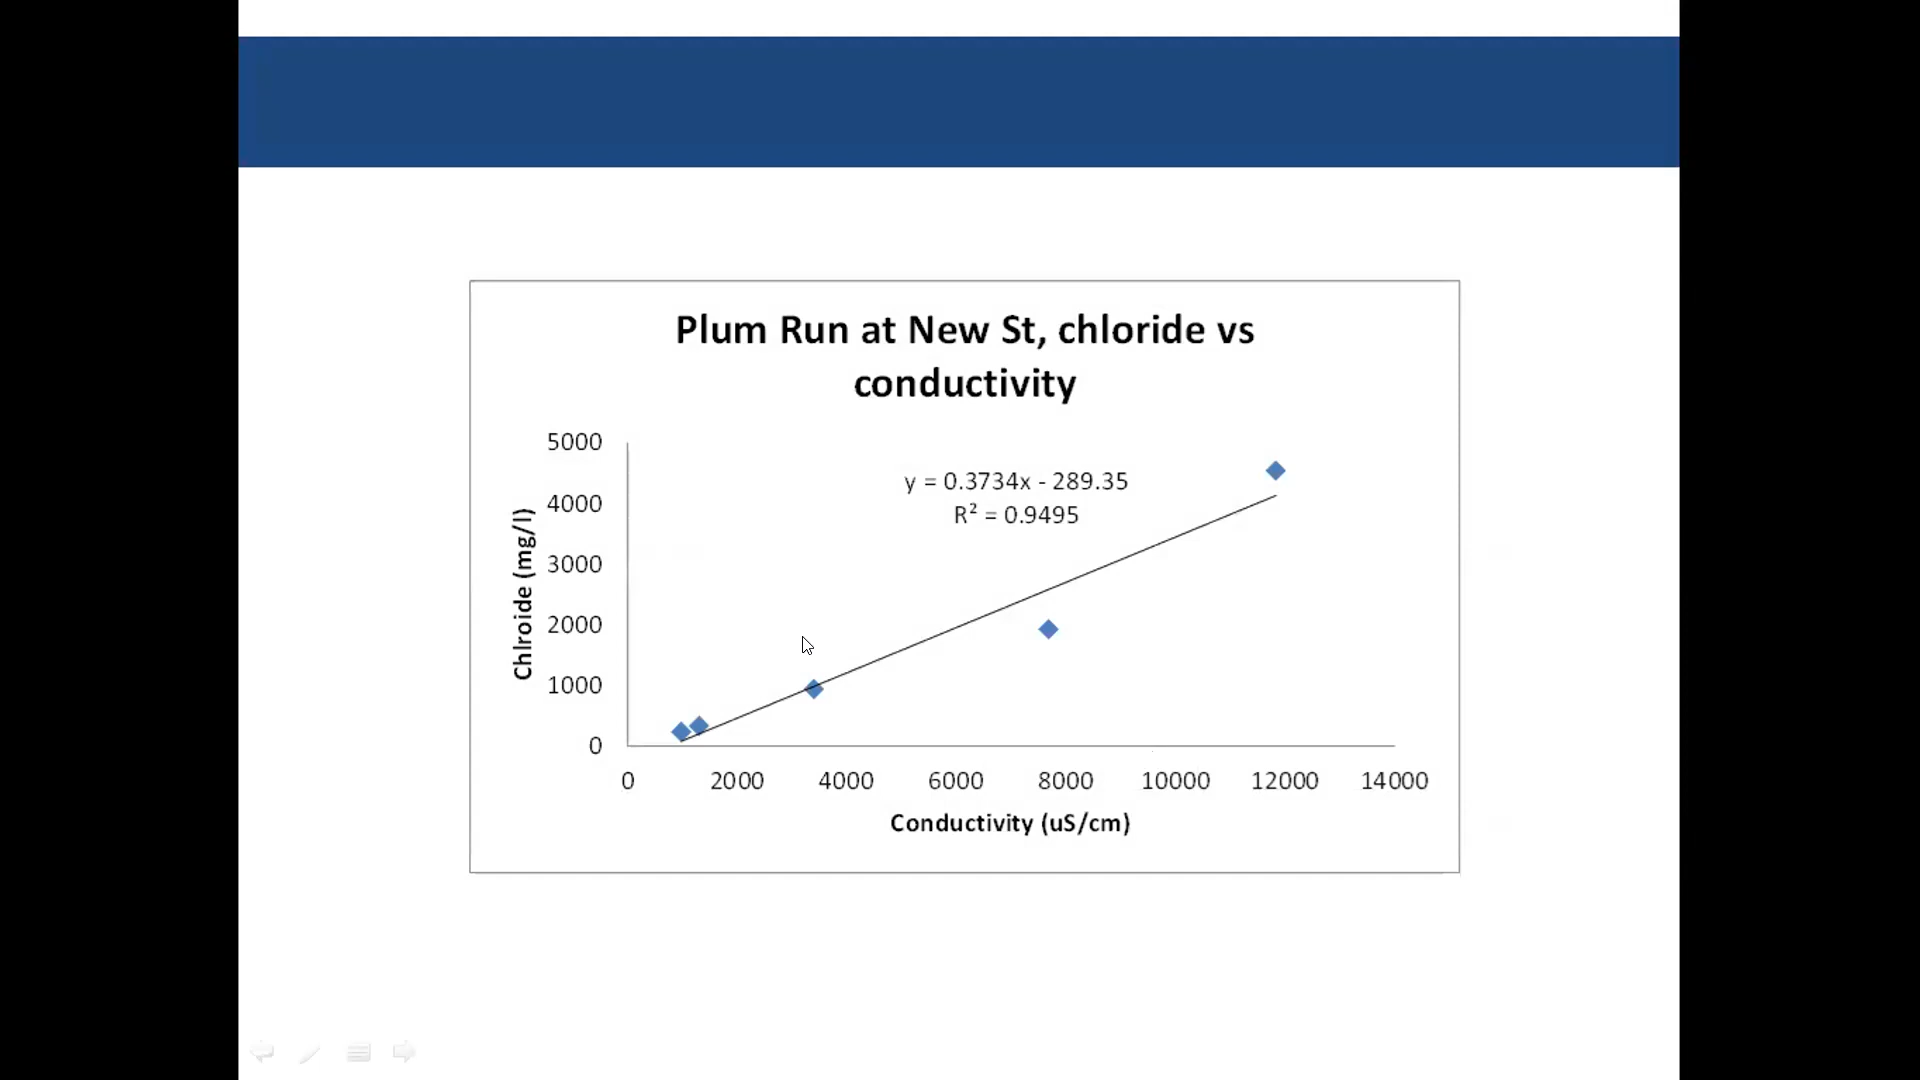 Plum Run at New St, chloride vs
conductivity
y = 0.3734x - 289.35
R² = 0.9495
Chlroide (mg/l)
5000
4000
3000
2000
1000
0
0 2000 4000 6000 8000 10000 12000 14000
Conductivity (uS/cm)